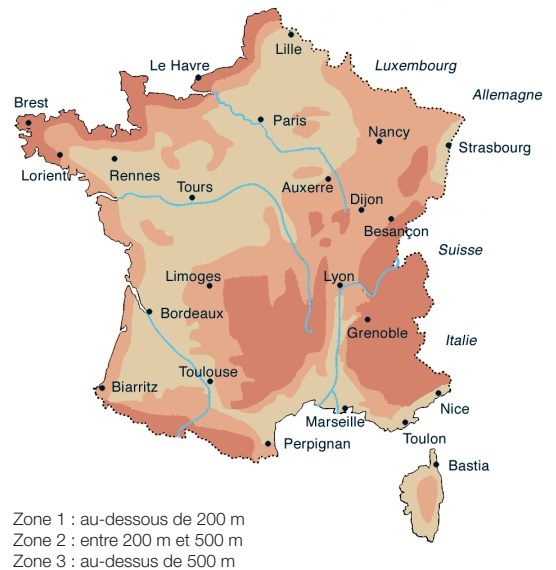 Lille
Le Havre
Luxembourg
Allemagne
Brest
Paris
Nancy
Strasbourg
Lorient
Rennes
Tours
Auxerre
Dijon
Besançon
Suisse
Limoges
Lyon
Bordeaux
Grenoble
Italie
Toulouse
Biarritz
Nice
Marseille
Toulon
Perpignan
Bastia
Zone 1 : au-dessous de 200 m
Zone 2 : entre 200 m et 500 m
Zone 3 : au-dessus de 500 m